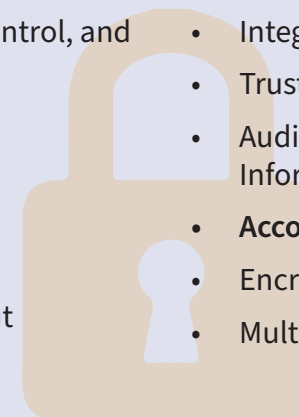 ntrol, and
• Integ
• Trust
• Audi
Infor
• Acco
• Encr
t
• Mult